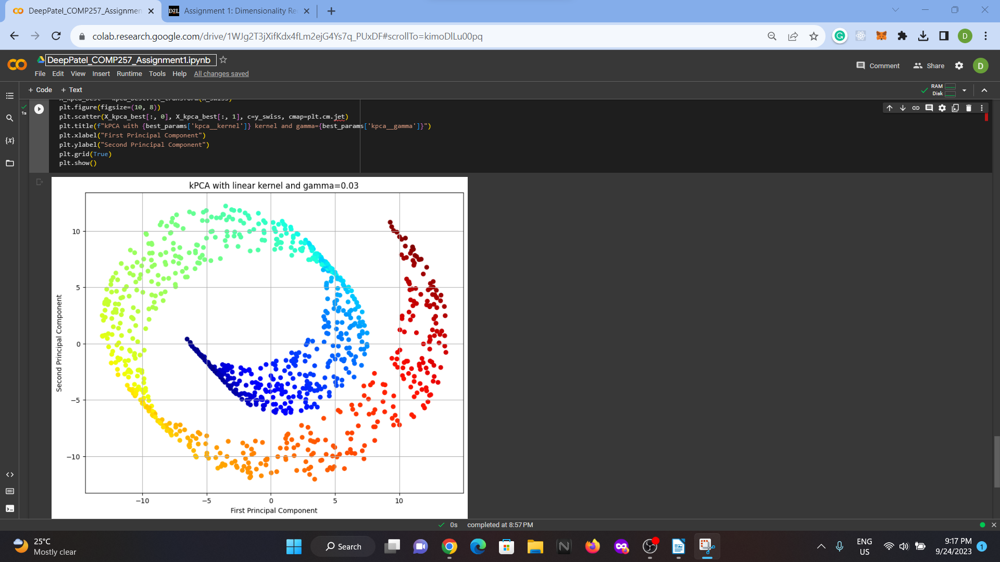 DeepPatel_COMP257_Assignmen
Assignment 1: Dimensionality Re
colab.research.google.com/drive/1WJg2T3jXifKdx4fLm2ejG4Ys7q_PUxDF#scrollTo=kimoDlLu00pq
D
DeepPatel_COMP257_Assignment1.ipynb
Comment
Share
D
File Edit View Insert Runtime Tools Help All changes saved
+ Code + Text
RAM
Disk
1s
X_kpca_best = kpca_best.fit_transform(X_swiss)
plt.figure(figsize=(10, 8))
plt.scatter(X_kpca_best[:, 0], X_kpca_best[:, 1], c=y_swiss, cmap=plt.cm.jet)
plt.title(f"kPCA with {best_params['kpca__kernel']} kernel and gamma={best_params['kpca__gamma']}")
plt.xlabel("First Principal Component")
plt.ylabel("Second Principal Component")
plt.grid(True)
plt.show()
kPCA with linear kernel and gamma=0.03
10
5
0
−5
−10
Second Principal Component
−10 −5 0 5 10
First Principal Component
0s completed at 8:57 PM
25°C
Mostly clear
Search
ENG
US
9:17 PM
9/24/2023
1